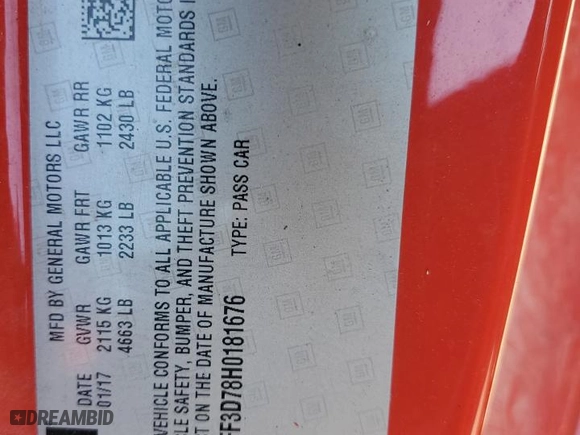 MFD BY GENERAL MOTORS LLC
DATE GVWR GAWR FRT GAWR RR
01/17 2115 KG 1013 KG 1102 KG
4663 LB 2233 LB 2430 LB
VEHICLE CONFORMS TO ALL APPLICABLE U.S. FEDERAL MOTO
LE SAFETY, BUMPER, AND THEFT PREVENTION STANDARDS I
T ON THE DATE OF MANUFACTURE SHOWN ABOVE.
FF3D78H0181676 TYPE: PASS CAR
GM
DREAMBID